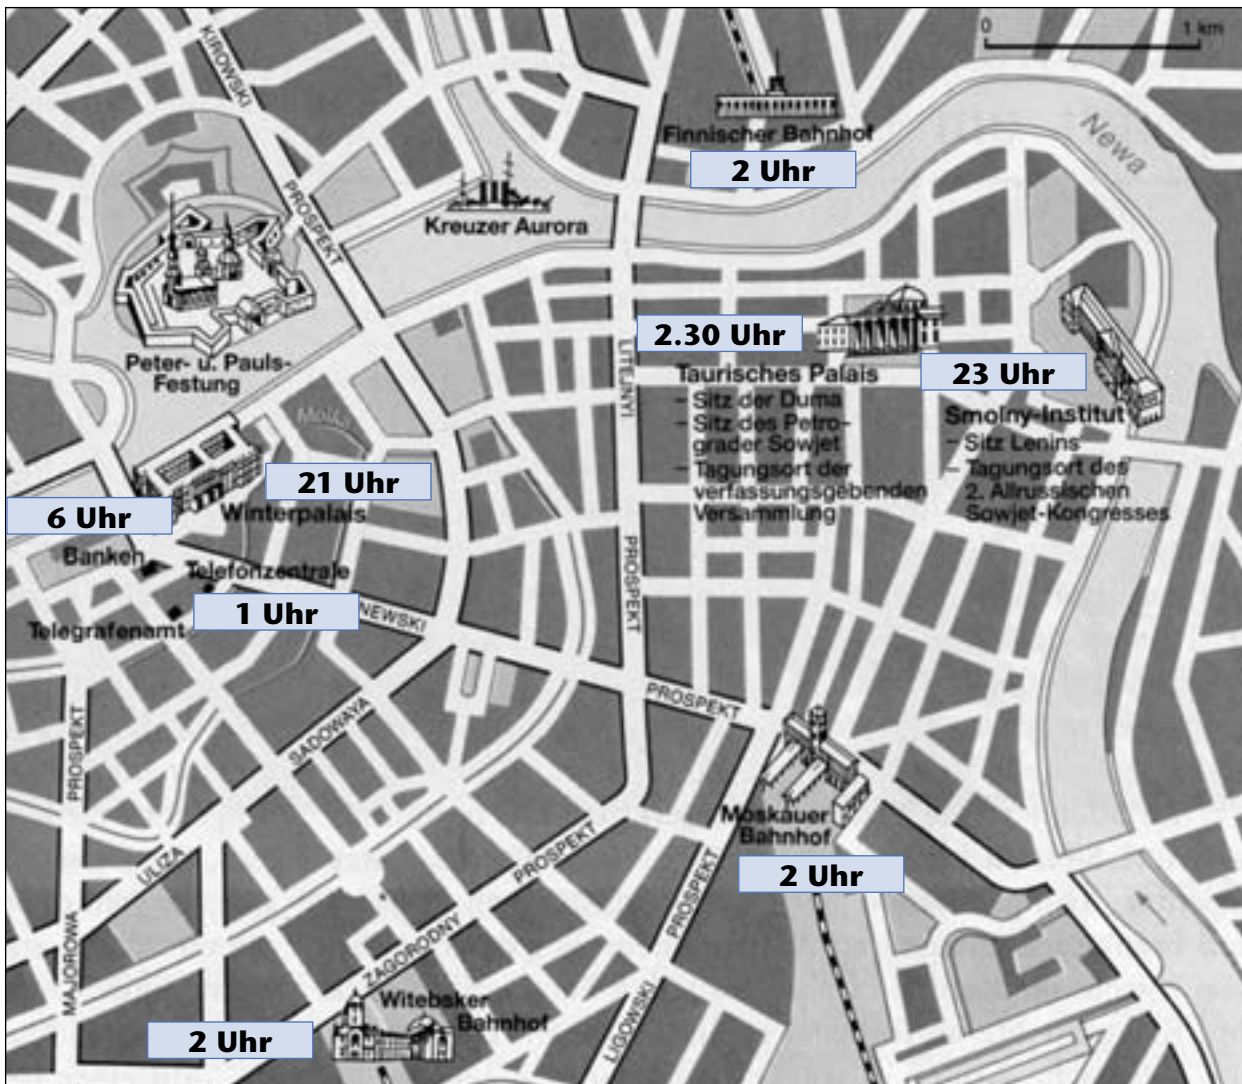 0
1 km
KIROWSKI
PROSPEKT
Finnischer Bahnhof
2 Uhr
Newa
Kreuzer Aurora
Peter- u. Pauls-
Festung
2.30 Uhr
LITEJNYI
PROSPEKT
Taurisches Palais
– Sitz der Duma
– Sitz des Petro-
grader Sowjet
– Tagungsort der
verfassungsgebenden
Versammlung
23 Uhr
Smolny-Institut
– Sitz Lenins
– Tagungsort des
2. Allrussischen
Sowjet-Kongresses
Moika
21 Uhr
Winterpalais
6 Uhr
Banken
Telefonzentrale
1 Uhr
Telegrafenamt
NEWSKI
PROSPEKT
SADOWAYA
ULIZA
PROSPEKT
MAJOROWA
ZAGORODNY
PROSPEKT
Moskauer
Bahnhof
2 Uhr
LIGOWSKI
PROSPEKT
Witebsker
Bahnhof
2 Uhr